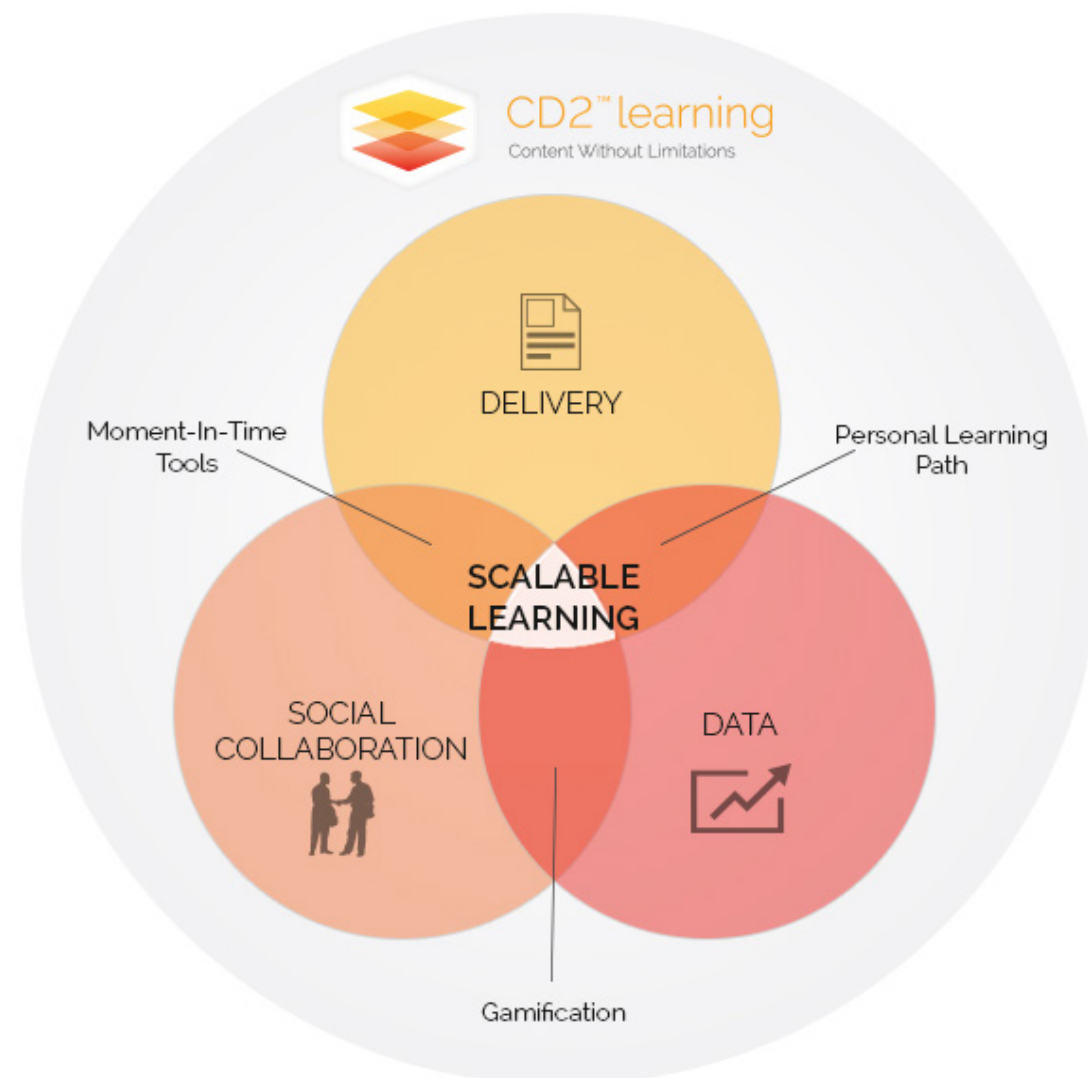 CD2™ learning
Content Without Limitations
DELIVERY
Moment-In-Time
Tools
Personal Learning
Path
SCALABLE
LEARNING
SOCIAL
COLLABORATION
DATA
Gamification